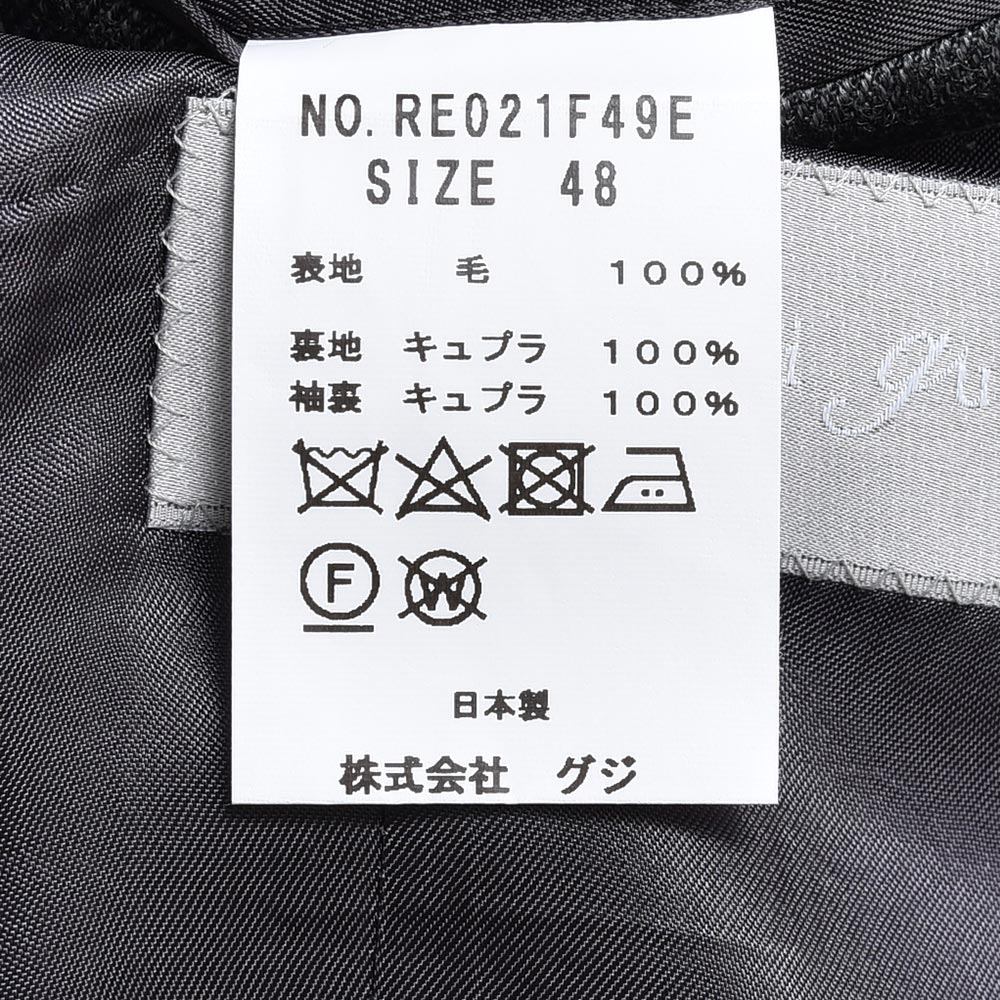 NO. RE021F49E
SIZE 48
表地 毛 100%
裏地 キュプラ 100%
袖裏 キュプラ 100%
F W
日本製
株式会社 グジ